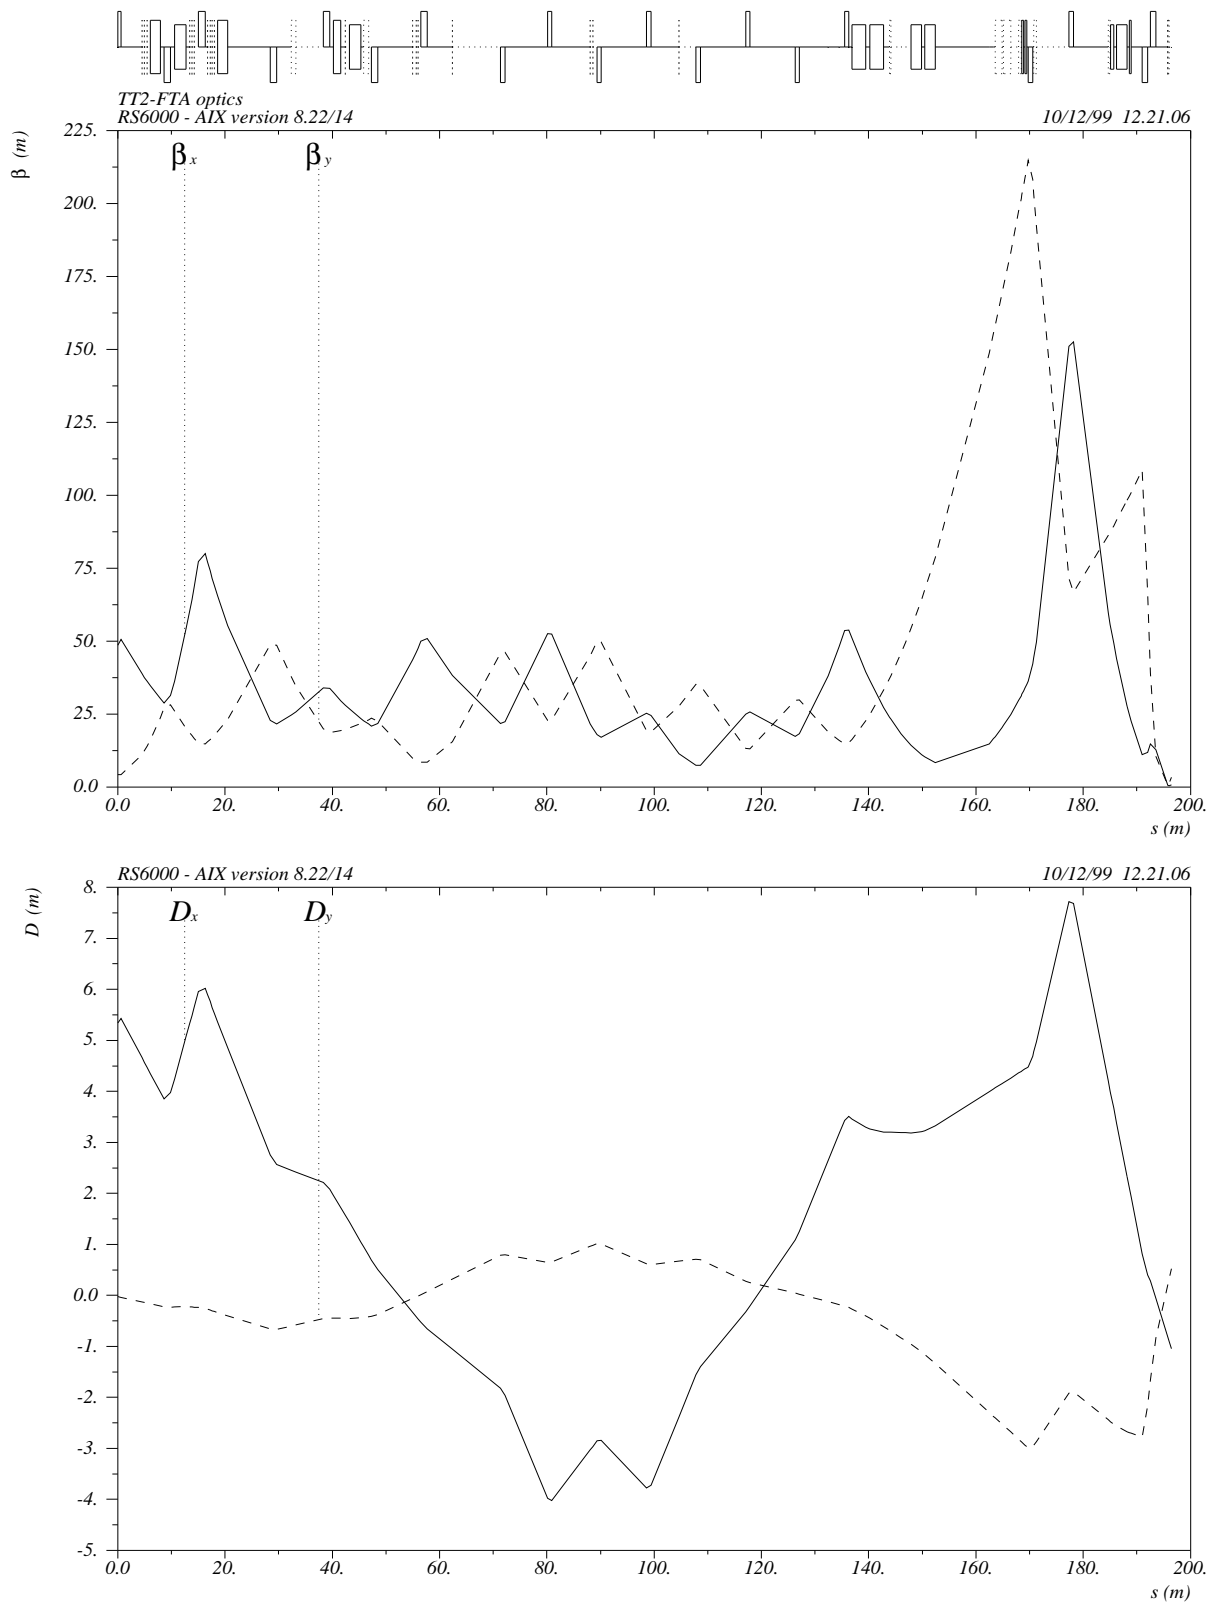 TT2-FTA optics
RS6000 - AIX version 8.22/14 10/12/99 12.21.06
β (m)
225.
βx βy
200.
175.
150.
125.
100.
75.
50.
25.
0.0
0.0 20. 40. 60. 80. 100. 120. 140. 160. 180. 200.
s (m)
RS6000 - AIX version 8.22/14 10/12/99 12.21.06
D (m)
8.
Dx Dy
7.
6.
5.
4.
3.
2.
1.
0.0
-1.
-2.
-3.
-4.
-5.
0.0 20. 40. 60. 80. 100. 120. 140. 160. 180. 200.
s (m)